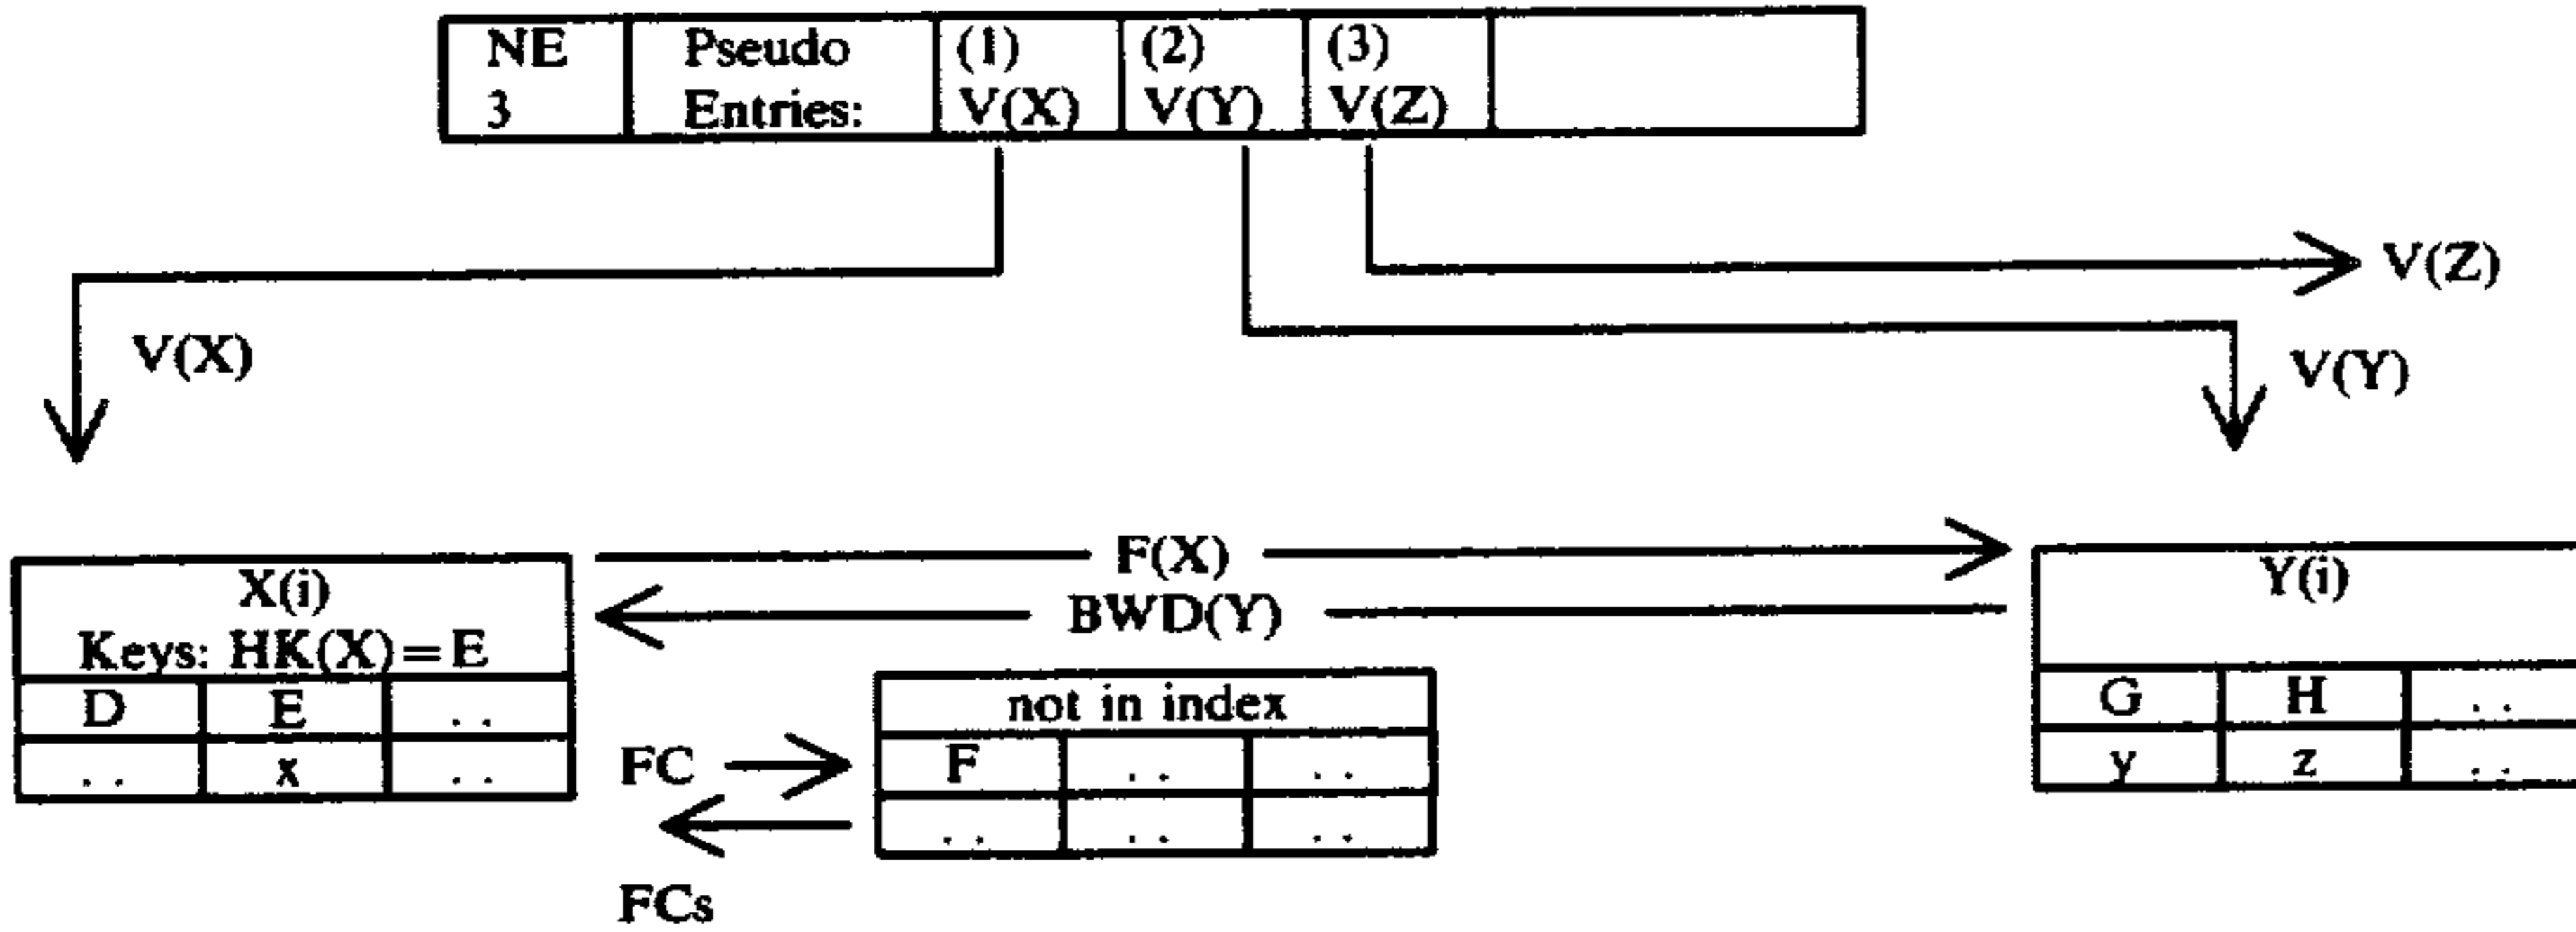 NE Pseudo (1) (2) (3)
3 Entries: V(X) V(Y) V(Z)
V(Z)
V(X)
V(Y)
F(X)
X(i)
BWD(Y)
Y(i)
Keys: HK(X)=E
not in index
D E ..
G H ..
FC
F .. ..
.. x ..
y z ..
.. .. ..
FCs